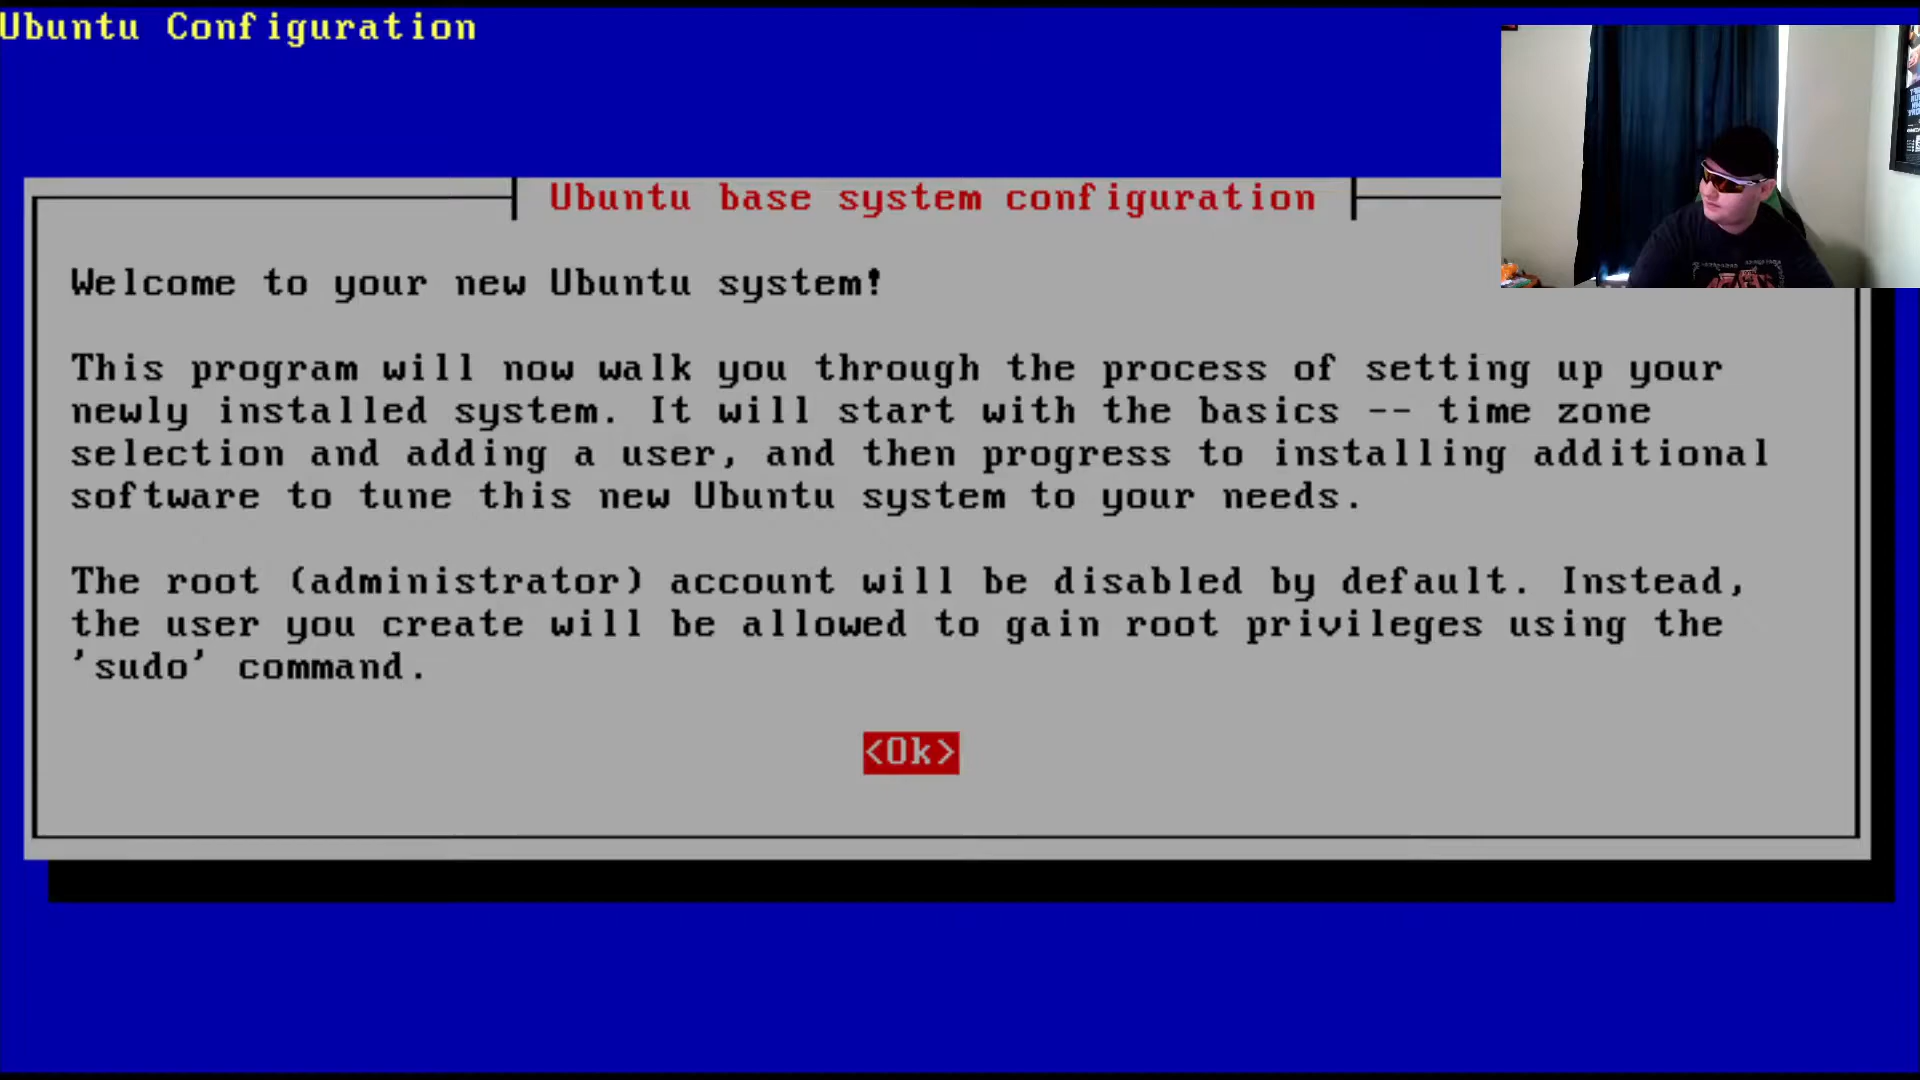 Ubuntu Configuration
Ubuntu base system configuration
Welcome to your new Ubuntu system!
This program will now walk you through the process of setting up your
newly installed system. It will start with the basics -- time zone
selection and adding a user, and then progress to installing additional
software to tune this new Ubuntu system to your needs.
The root (administrator) account will be disabled by default. Instead,
the user you create will be allowed to gain root privileges using the
'sudo' command.
<Ok>